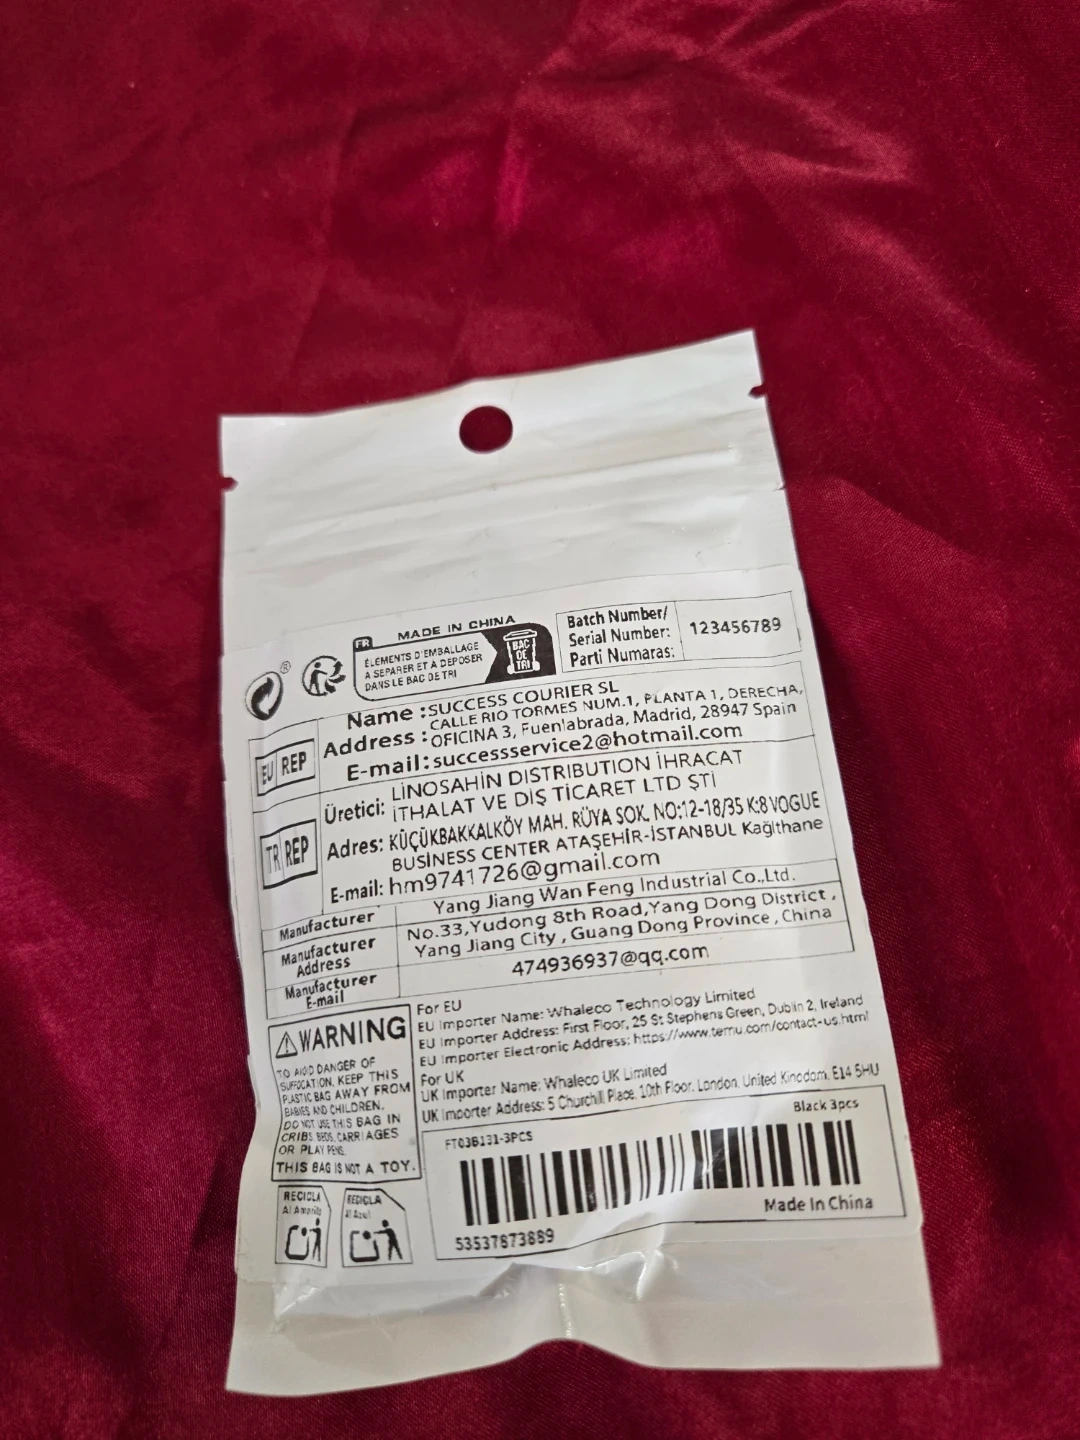 MADE IN CHINA
FR
ÉLÉMENTS D'EMBALLAGE
A SÉPARER ET À DÉPOSER
DANS LE BAC DE TRI
BAC
DE
TRI
Batch Number/
Serial Number:
Parti Numaras:
123456789
®
EU REP
Name : SUCCESS COURIER SL
Address : CALLE RIO TORMES NUM.1, PLANTA 1, DERECHA,
OFICINA 3, Fuenlabrada, Madrid, 28947 Spain
E-mail: successservice2@hotmail.com
TR REP
Üretici: LİNOSAHİN DISTRIBUTION İHRACAT
İTHALAT VE DIŞ TİCARET LTD ŞTİ
Adres: KÜÇÜKBAKKALKÖY MAH. RÜYA SOK. NO:12-18/35 K:8 VOGUE
BUSİNESS CENTER ATAŞEHİR-İSTANBUL Kağithane
E-mail: hm9741726@gmail.com
Manufacturer Yang Jiang Wan Feng Industrial Co.,Ltd.
Manufacturer
Address
No.33,Yudong 8th Road,Yang Dong District ,
Yang Jiang City , Guang Dong Province , China
Manufacturer
E-mail
474936937@qq.com
WARNING
TO AVOID DANGER OF
SUFFOCATION, KEEP THIS
PLASTIC BAG AWAY FROM
BABIES AND CHILDREN.
DO NOT USE THIS BAG IN
CRIBS BEDS, CARRIAGES
OR PLAY PENS.
THIS BAG IS NOT A TOY.
For EU
EU Importer Name: Whaleco Technology Limited
EU Importer Address: First Floor, 25 St Stephens Green, Dublin 2, Ireland
EU Importer Electronic Address: https://www.temu.com/contact-us.html
For UK
UK Importer Name: Whaleco UK Limited
UK Importer Address: 5 Churchill Place, 10th Floor, London, United Kingdom, E14 5HU
RECICLA
Al Amarillo
RECICLA
Al Azul
FT03B131-3PCS
Black 3pcs
Made In China
53537873889